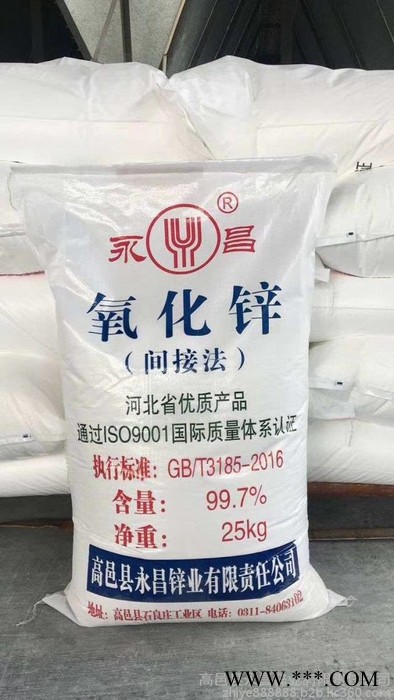 永 ® 昌
氧化锌
(间接法)
河北省优质产品
通过ISO9001国际质量体系认证
执行标准: GB/T3185-2016
含量: 99.7%
净重: 25kg
高邑县永昌锌业有限责任公司
地址: 高邑县石良庄工业区 电话: 0311-84063102
zhiye888888.b2b.hc360.com
WWW.***.COM